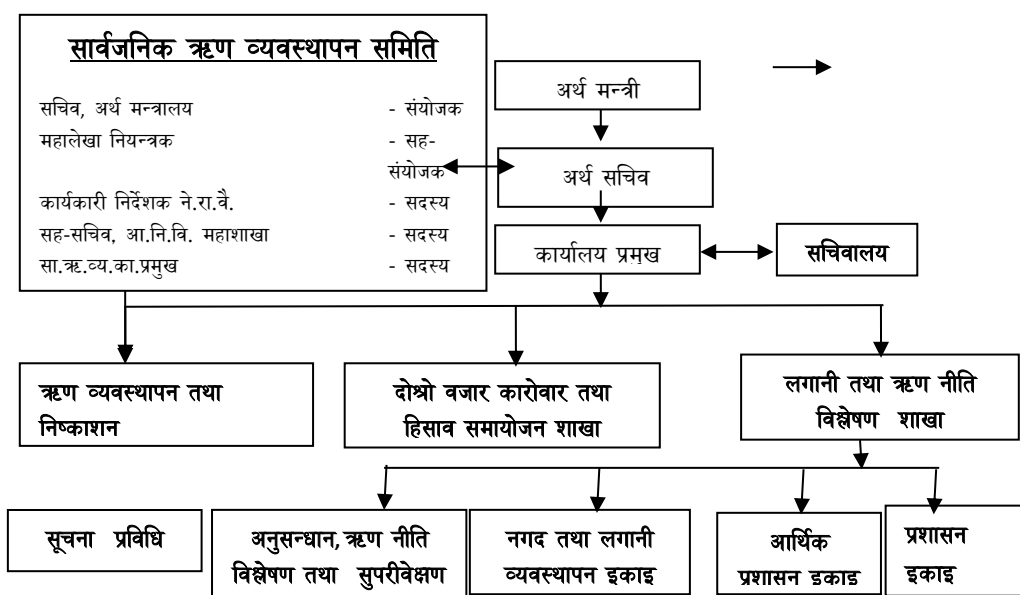 सार्वजनिक ऋण व्यवस्थापन समिति
सचिव, अर्थ मन्त्रालय - संयोजक
महालेखा नियन्त्रक - सह-
संयोजक
कार्यकारी निर्देशक ने.रा.वै. - सदस्य
सह-सचिव, आ.नि.वि. महाशाखा - सदस्य
सा.ऋ.व्य.का.प्रमुख - सदस्य
अर्थ मन्त्री
अर्थ सचिव
कार्यालय प्रमुख
सचिवालय
ऋण व्यवस्थापन तथा
निष्काशन
दोश्रो वजार कारोवार तथा
हिसाव समायोजन शाखा
लगानी तथा ऋण नीति
विश्लेषण शाखा
सूचना प्रविधि
अनुसन्धान, ऋण नीति
विश्लेषण तथा सुपरीवेक्षण
नगद तथा लगानी
व्यवस्थापन इकाइ
आर्थिक
प्रशासन इकाइ
प्रशासन
इकाइ